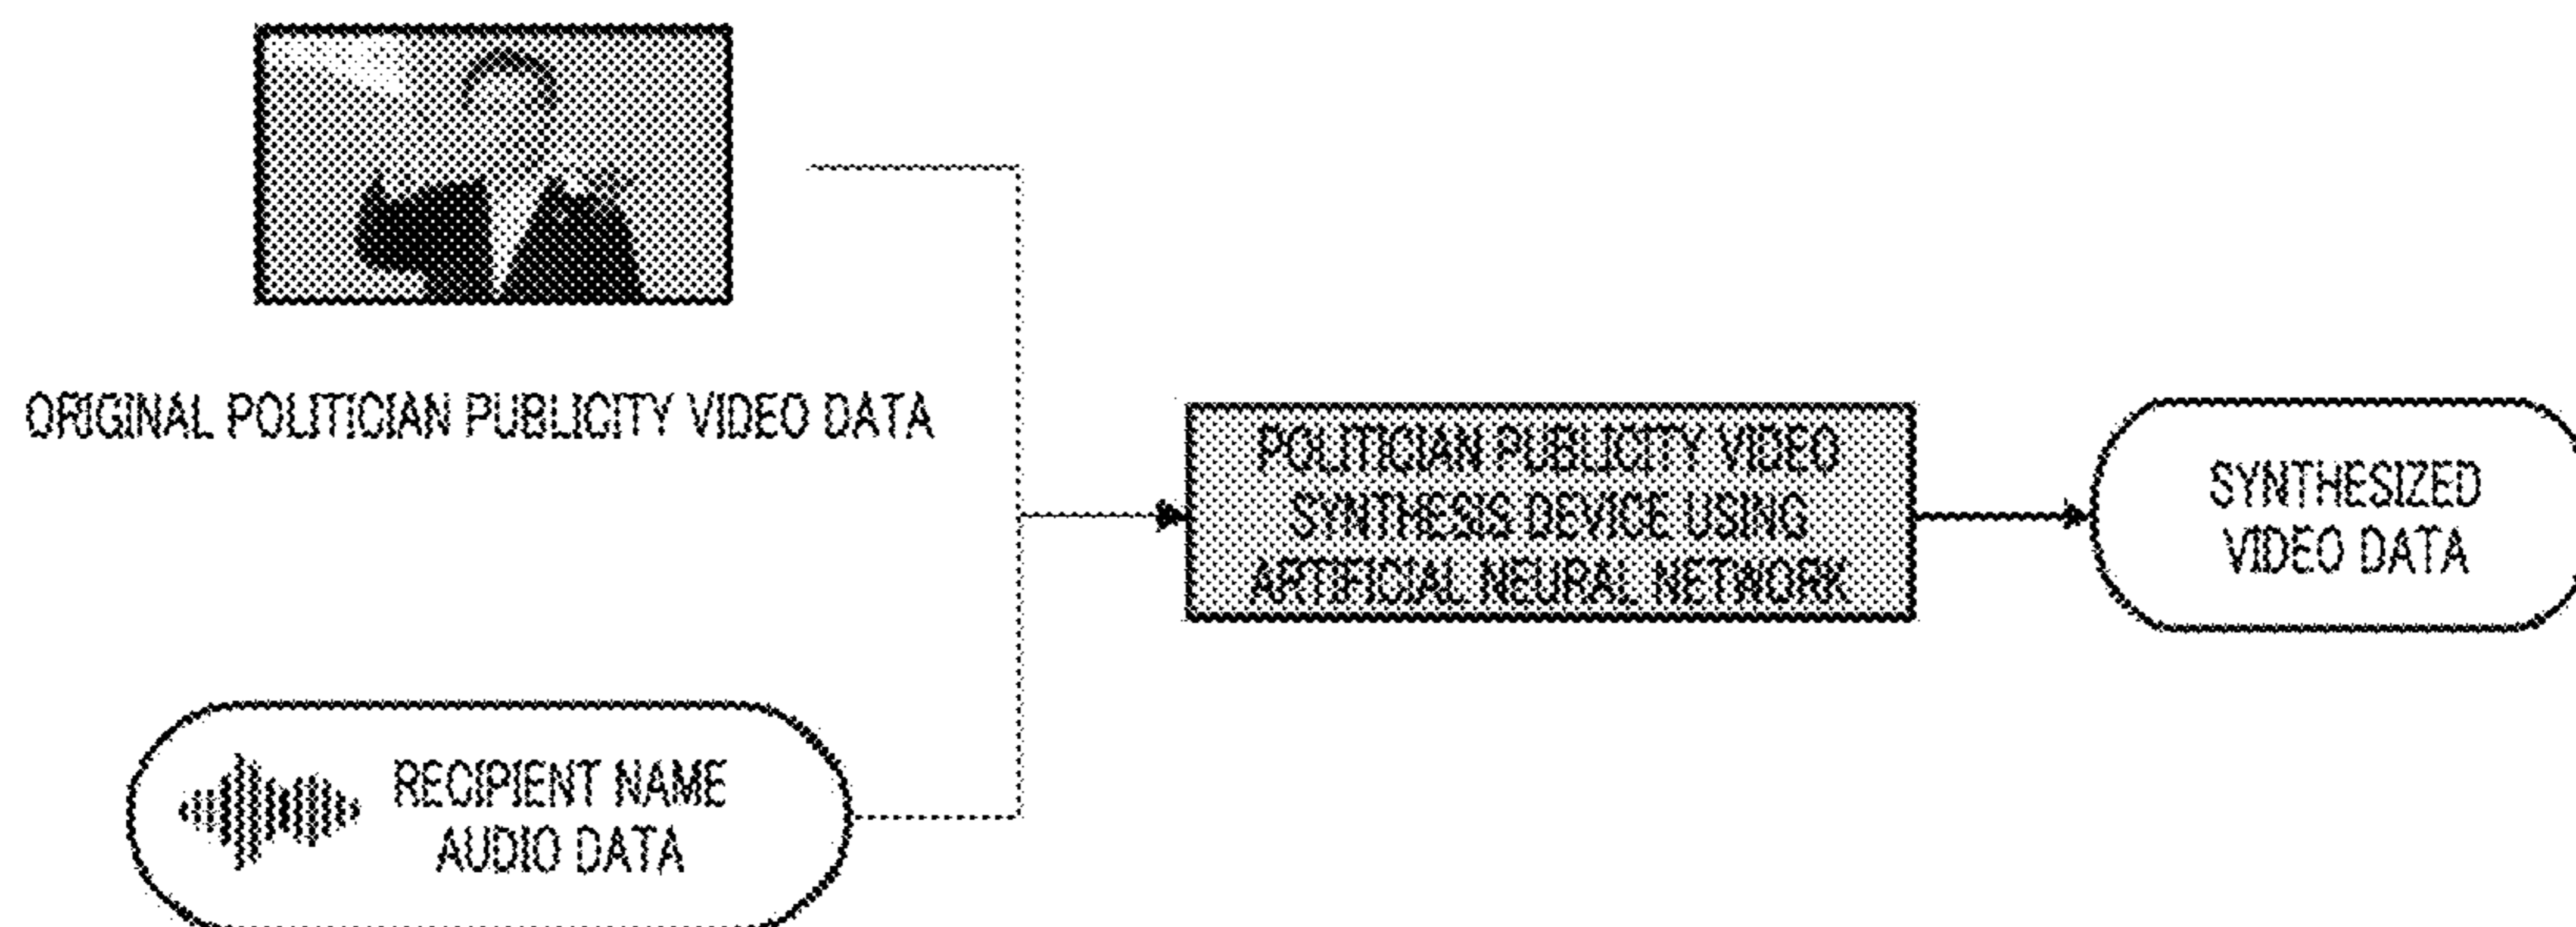 ORIGINAL POLITICIAN PUBLICITY VIDEO DATA
POLITICIAN PUBLICITY VIDEO
SYNTHESIS DEVICE USING
ARTIFICIAL NEURAL NETWORK
SYNTHESIZED
VIDEO DATA
RECIPIENT NAME
AUDIO DATA